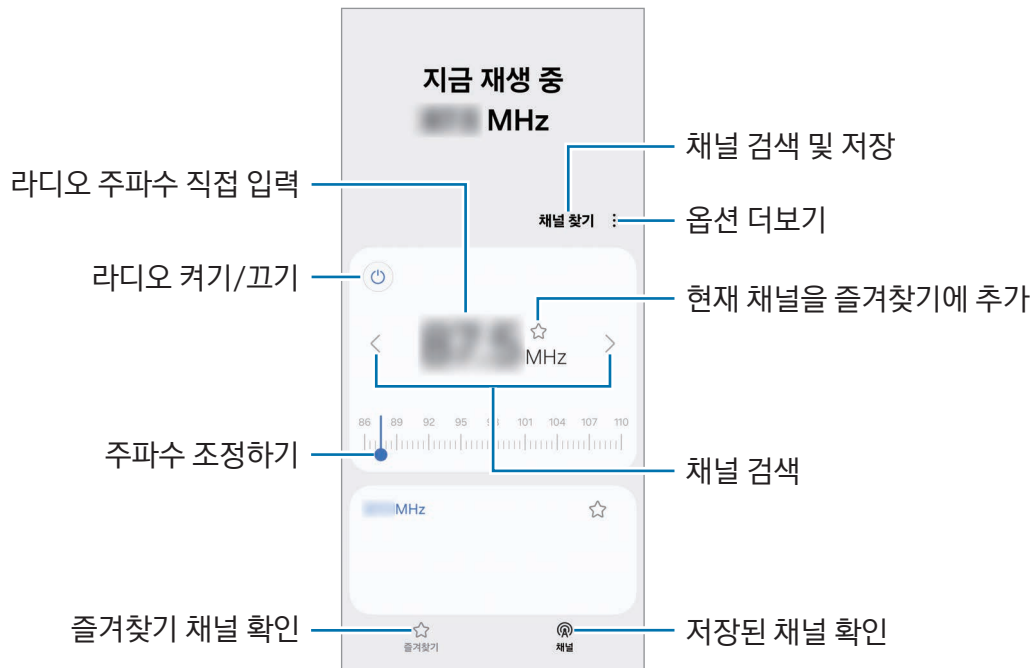 지금 재생 중
MHz
채널 검색 및 저장
라디오 주파수 직접 입력
채널 찾기
옵션 더보기
라디오 켜기/끄기
현재 채널을 즐겨찾기에 추가
MHz
86 89 92 95 101 104 107 110
주파수 조정하기
채널 검색
MHz
즐겨찾기 채널 확인
저장된 채널 확인
즐겨찾기
채널